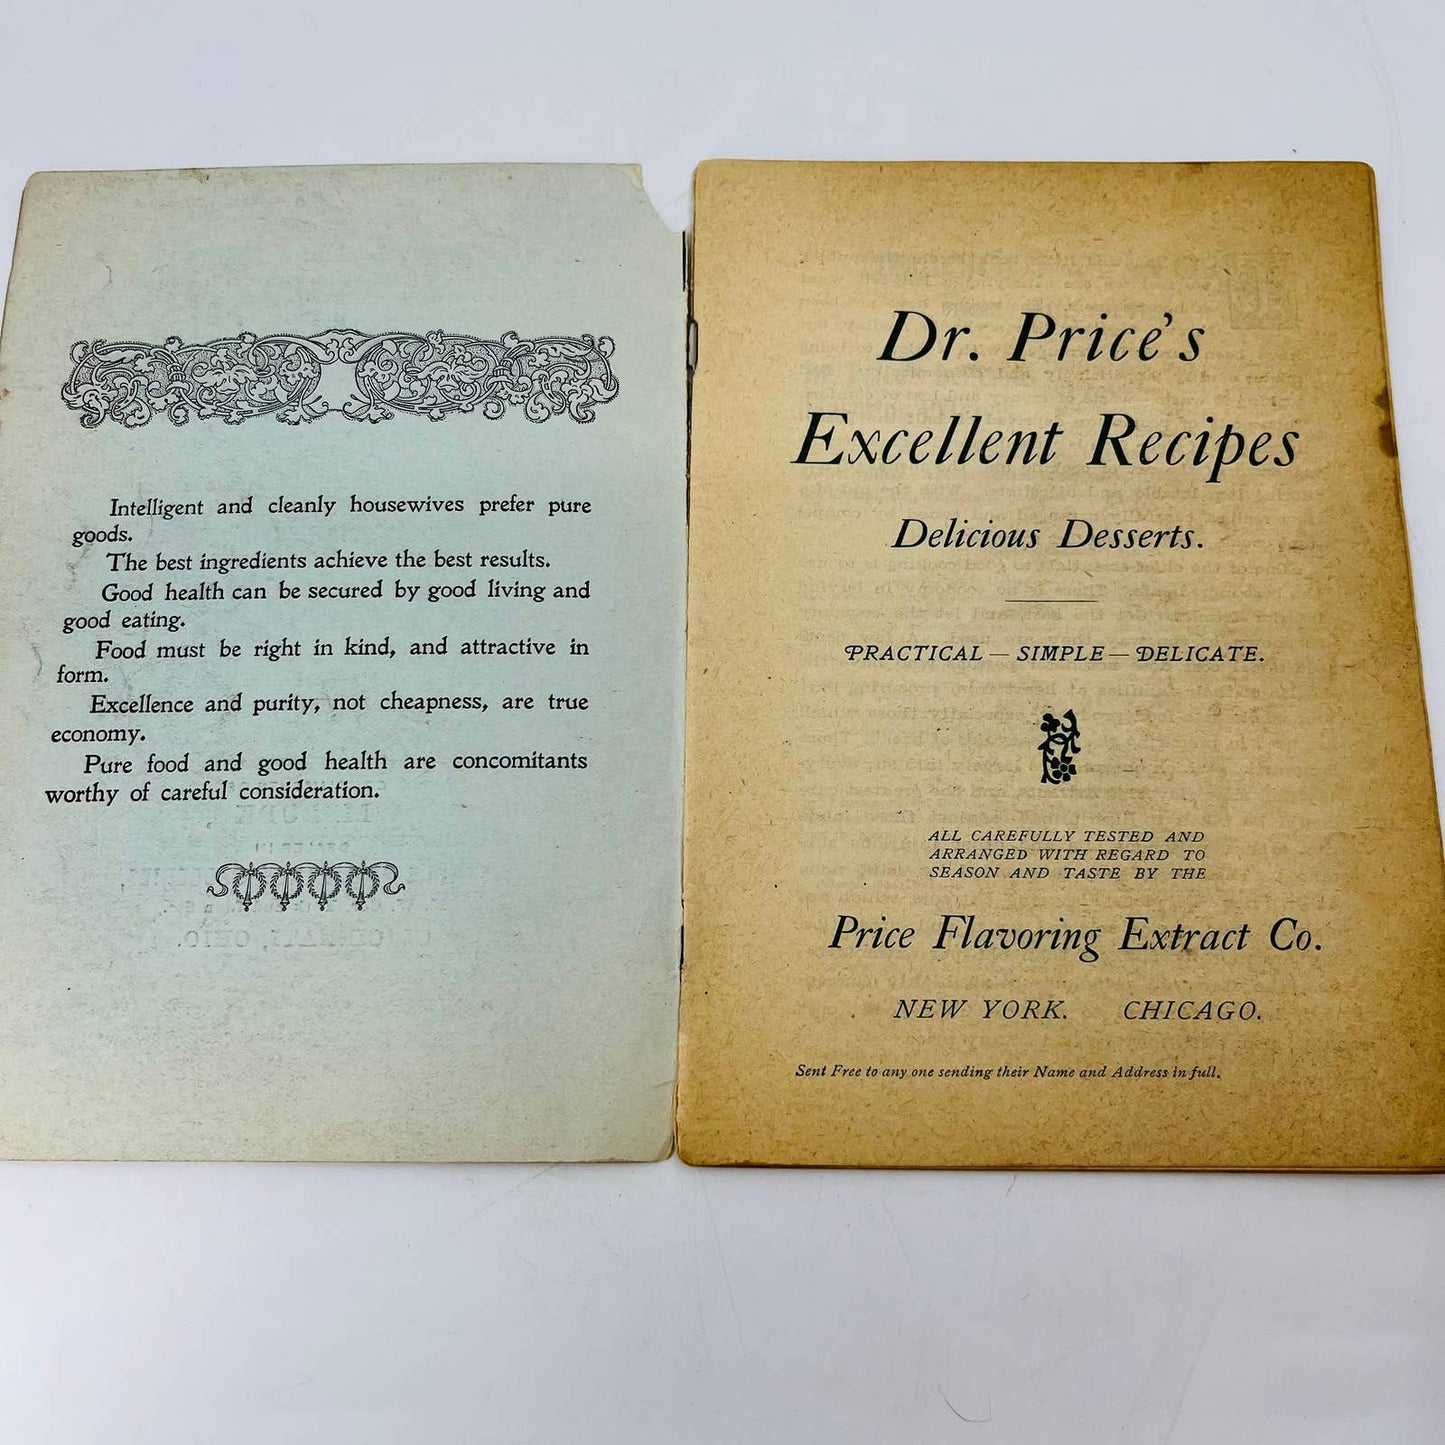 Intelligent and cleanly housewives prefer pure
goods.
The best ingredients achieve the best results.
Good health can be secured by good living and
good eating.
Food must be right in kind, and attractive in
form.
Excellence and purity, not cheapness, are true
economy.
Pure food and good health are concomitants
worthy of careful consideration.
Dr. Price's
Excellent Recipes
Delicious Desserts.
PRACTICAL — SIMPLE — DELICATE.
ALL CAREFULLY TESTED AND
ARRANGED WITH REGARD TO
SEASON AND TASTE BY THE
Price Flavoring Extract Co.
NEW YORK. CHICAGO.
Sent Free to any one sending their Name and Address in full.